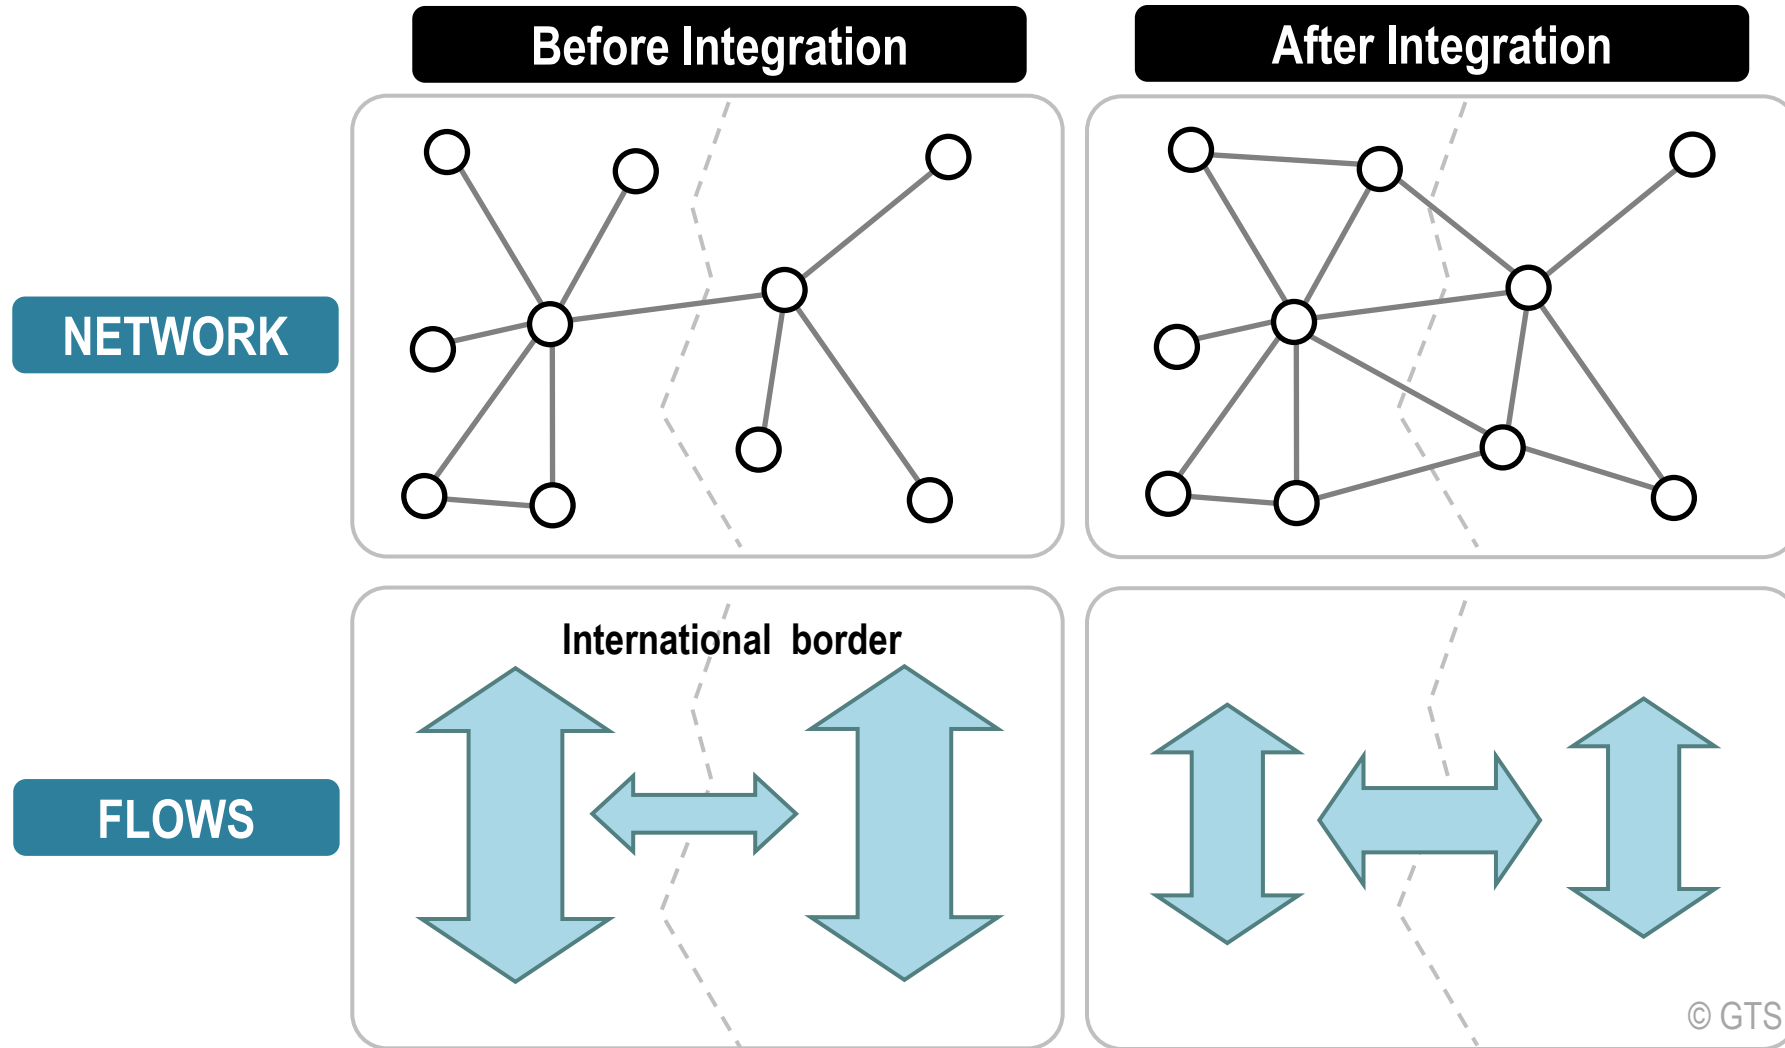 Before Integration
After Integration
NETWORK
International border
FLOWS
© GTS